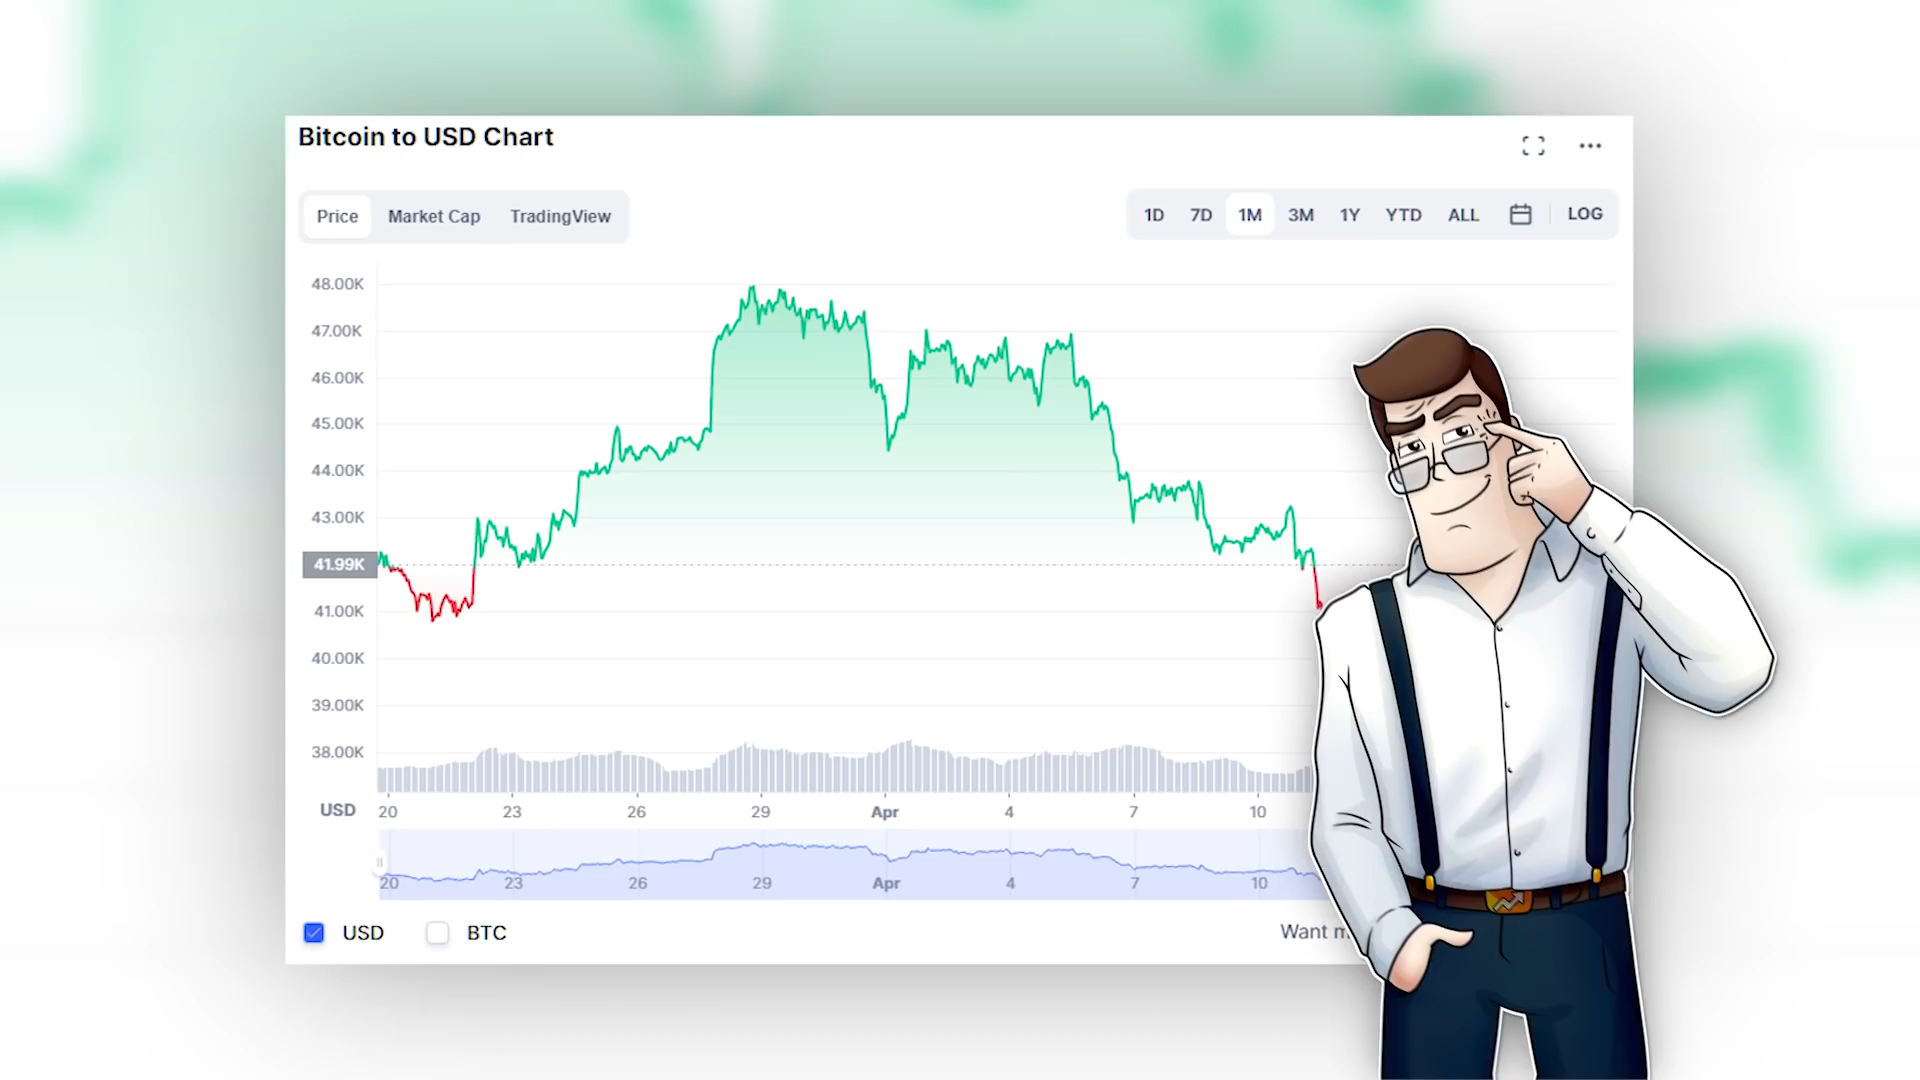 Bitcoin to USD Chart
Price Market Cap TradingView
1D 7D 1M 3M 1Y YTD ALL LOG
48.00K
47.00K
46.00K
45.00K
44.00K
43.00K
41.99K
41.00K
40.00K
39.00K
38.00K
USD 20 23 26 29 Apr 4 7 10
20 23 26 29 Apr 4 7 10
USD BTC
Want